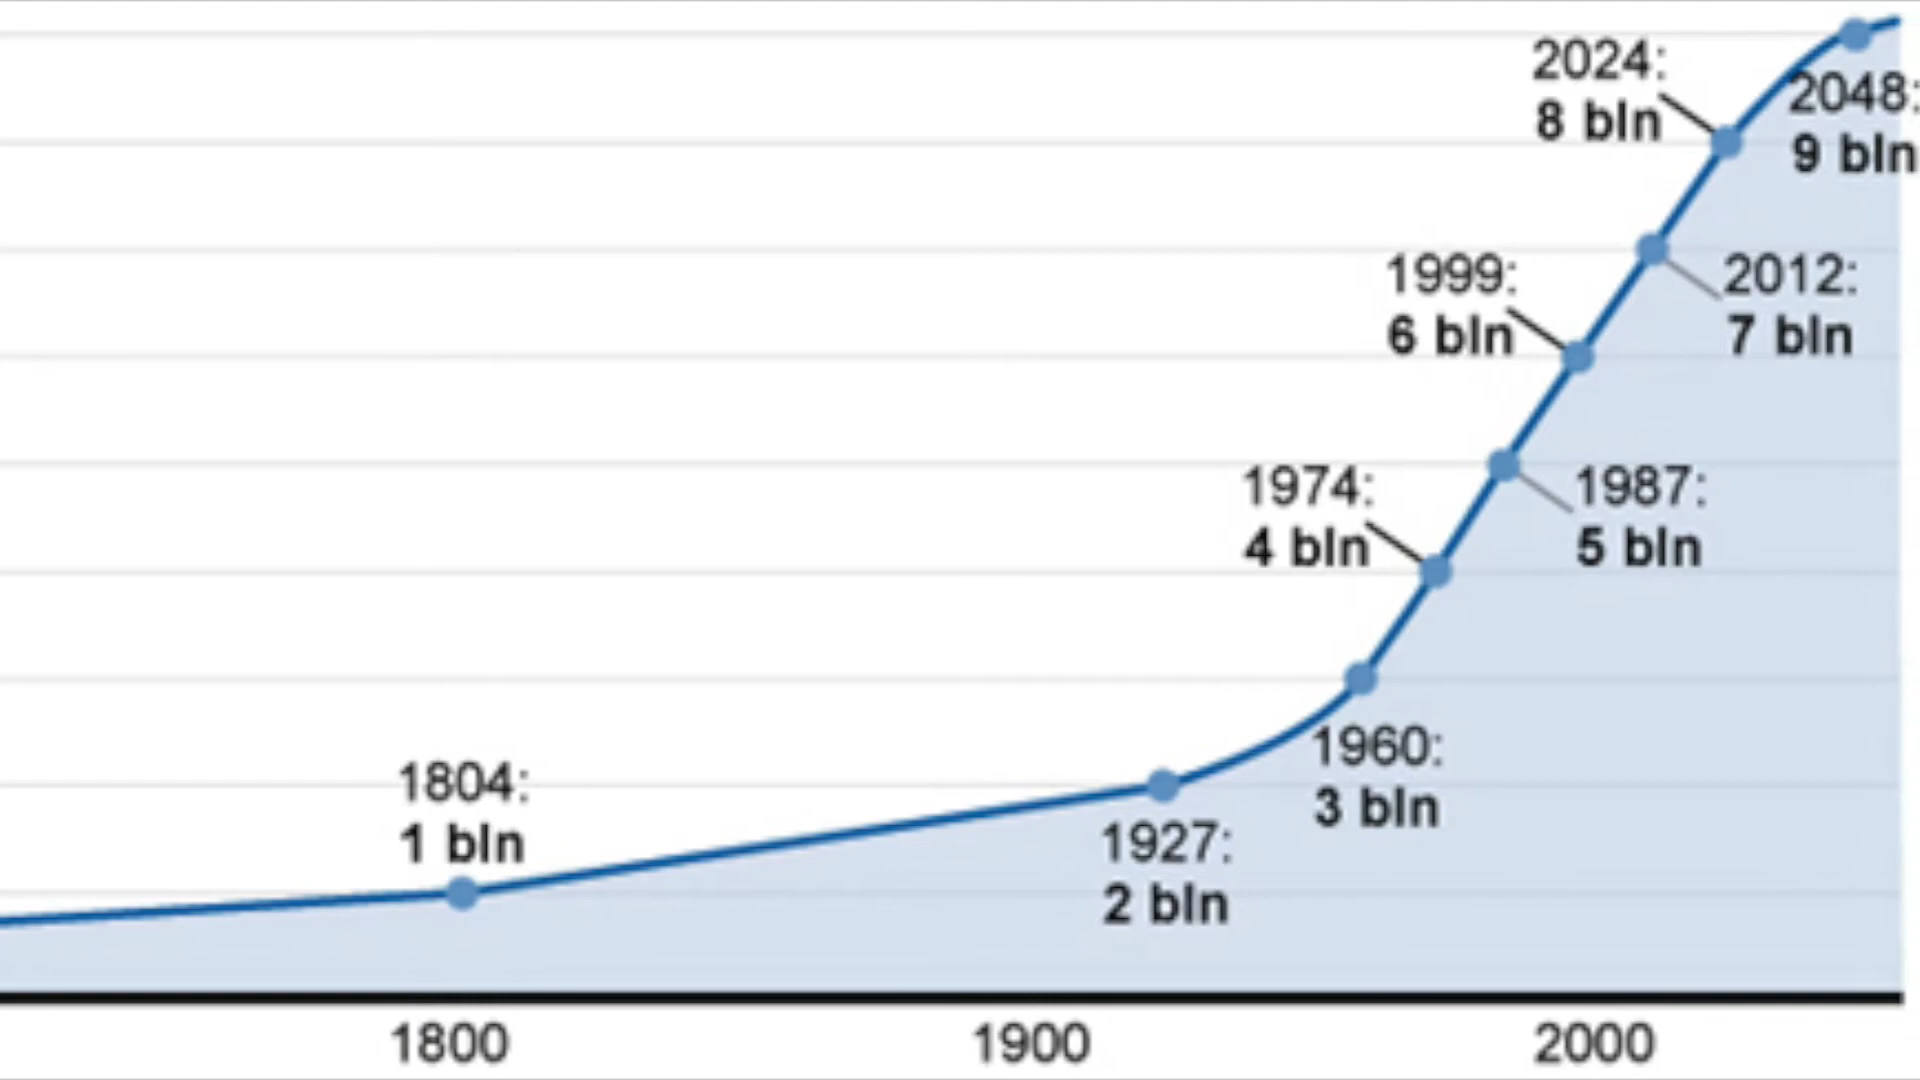 2024:
8 bln
2048:
9 bln
1999:
6 bln
2012:
7 bln
1974:
4 bln
1987:
5 bln
1960:
3 bln
1804:
1 bln
1927:
2 bln
1800 1900 2000